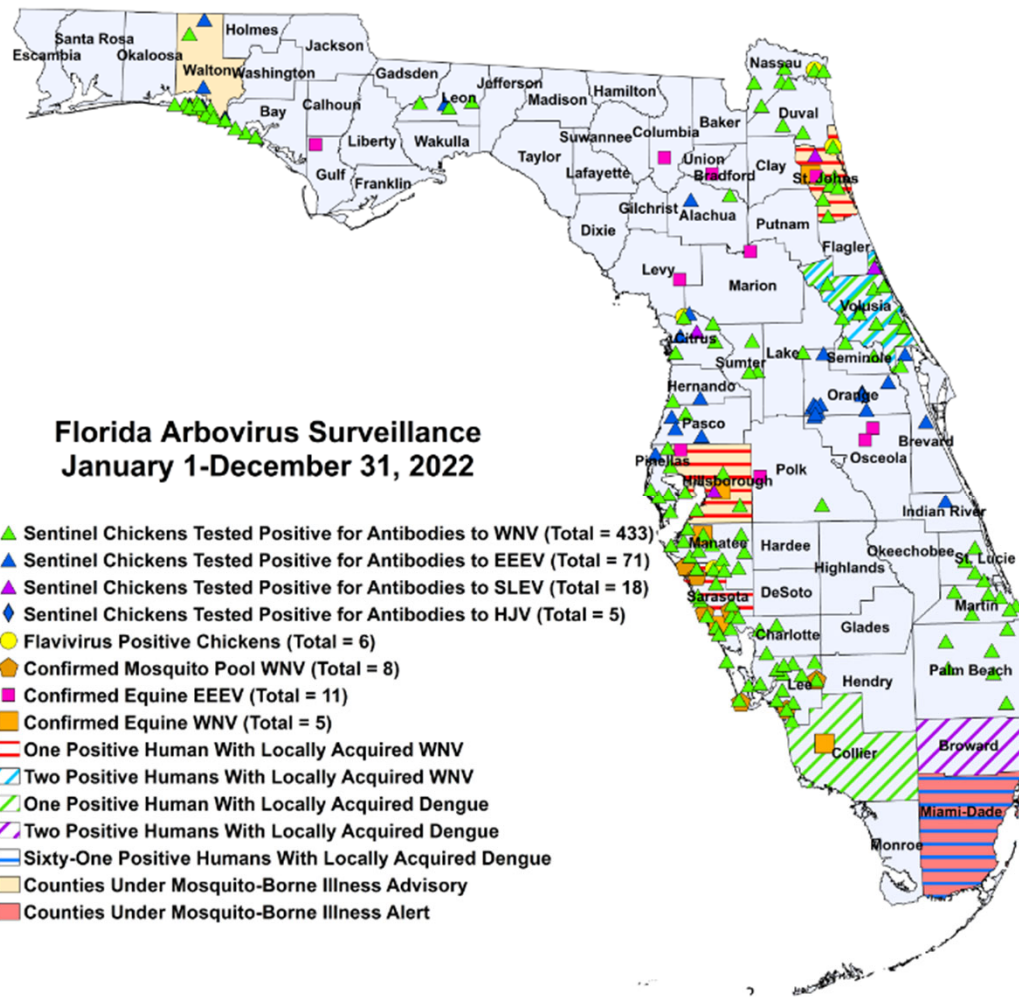 Nassau
Holmes
Santa Rosa
Jackson
Escambia
Okaloosa
Walton
Washington
Gadsden
Jefferson
Hamilton
Leon
Madison
Calhoun
Bay
Duval
Baker
Columbia
Suwannee
Liberty
Wakulla
Taylor
Union
Clay
Lafayette
Bradford
St. Johns
Gulf
Franklin
Gilchrist
Alachua
Putnam
Dixie
Flagler
Levy
Marion
Volusia
Citrus
Lake
Sumter
Seminole
Hernando
Orange
Pasco
Brevard
Osceola
Florida Arbovirus Surveillance
January 1-December 31, 2022
Pinellas
Polk
Hillsborough
Indian River
Sentinel Chickens Tested Positive for Antibodies to WNV (Total = 433)
Manatee
Hardee
Okeechobee
St. Lucie
Sentinel Chickens Tested Positive for Antibodies to EEEV (Total = 71)
Highlands
Sentinel Chickens Tested Positive for Antibodies to SLEV (Total = 18)
Sarasota
DeSoto
Martin
Sentinel Chickens Tested Positive for Antibodies to HJV (Total = 5)
Charlotte
Glades
Flavivirus Positive Chickens (Total = 6)
Confirmed Mosquito Pool WNV (Total = 8)
Palm Beach
Lee
Hendry
Confirmed Equine EEEV (Total = 11)
Confirmed Equine WNV (Total = 5)
One Positive Human With Locally Acquired WNV
Collier
Broward
Two Positive Humans With Locally Acquired WNV
One Positive Human With Locally Acquired Dengue
Miami-Dade
Two Positive Humans With Locally Acquired Dengue
Monroe
Sixty-One Positive Humans With Locally Acquired Dengue
Counties Under Mosquito-Borne Illness Advisory
Counties Under Mosquito-Borne Illness Alert